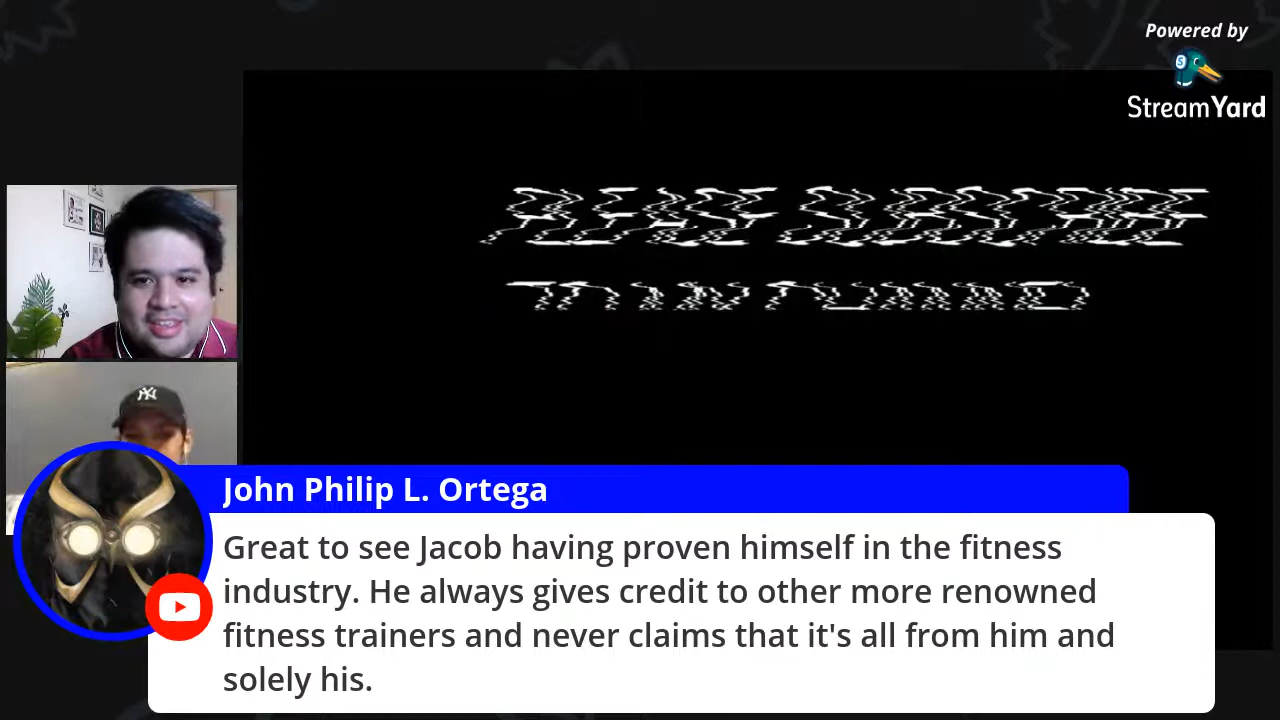 Powered by
StreamYard
John Philip L. Ortega
Great to see Jacob having proven himself in the fitness
industry. He always gives credit to other more renowned
fitness trainers and never claims that it's all from him and
solely his.